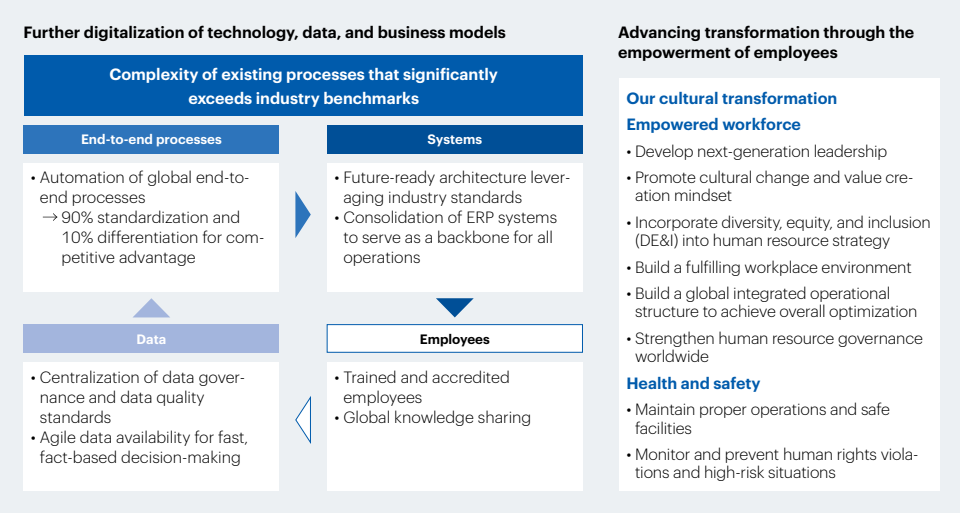 Further digitalization of technology, data, and business models
Complexity of existing processes that significantly
exceeds industry benchmarks
End-to-end processes
• Automation of global end-to-
end processes
→ 90% standardization and
10% differentiation for com-
petitive advantage
Systems
• Future-ready architecture lever-
aging industry standards
• Consolidation of ERP systems
to serve as a backbone for all
operations
Data
• Centralization of data gover-
nance and data quality
standards
• Agile data availability for fast,
fact-based decision-making
Employees
• Trained and accredited
employees
• Global knowledge sharing
Advancing transformation through the
empowerment of employees
Our cultural transformation
Empowered workforce
• Develop next-generation leadership
• Promote cultural change and value cre-
ation mindset
• Incorporate diversity, equity, and inclusion
(DE&I) into human resource strategy
• Build a fulfilling workplace environment
• Build a global integrated operational
structure to achieve overall optimization
• Strengthen human resource governance
worldwide
Health and safety
• Maintain proper operations and safe
facilities
• Monitor and prevent human rights viola-
tions and high-risk situations